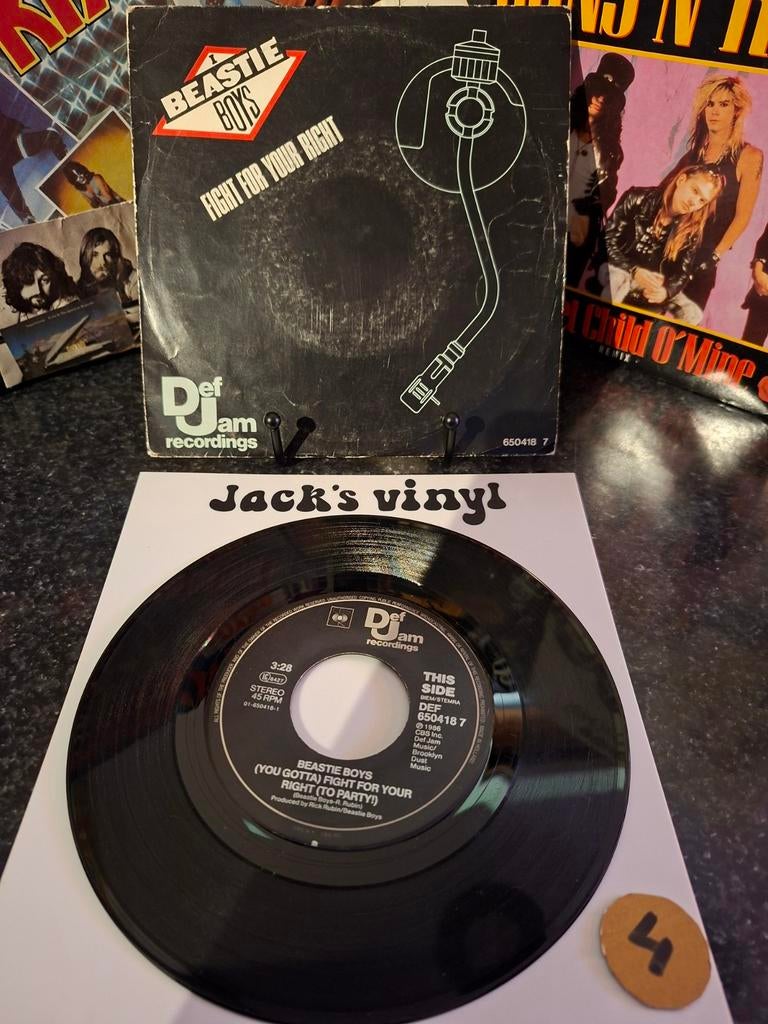 BEASTIE
BOYS
FIGHT FOR YOUR RIGHT
Def
Jam
recordings
650418 7
Child O'Mine
REMIX
Jack's vinyl
Def
Jam
recordings
3:28
STEREO
45 RPM
01-650418-1
THIS
SIDE
BIEM/STEMRA
DEF
650418 7
℗ 1986
CBS Inc.
Def Jam
Music/
Brooklyn
Dust
Music
BEASTIE BOYS
(YOU GOTTA) FIGHT FOR YOUR
RIGHT (TO PARTY!)
(Beastie Boys-R. Rubin)
Produced by Rick Rubin/Beastie Boys
4